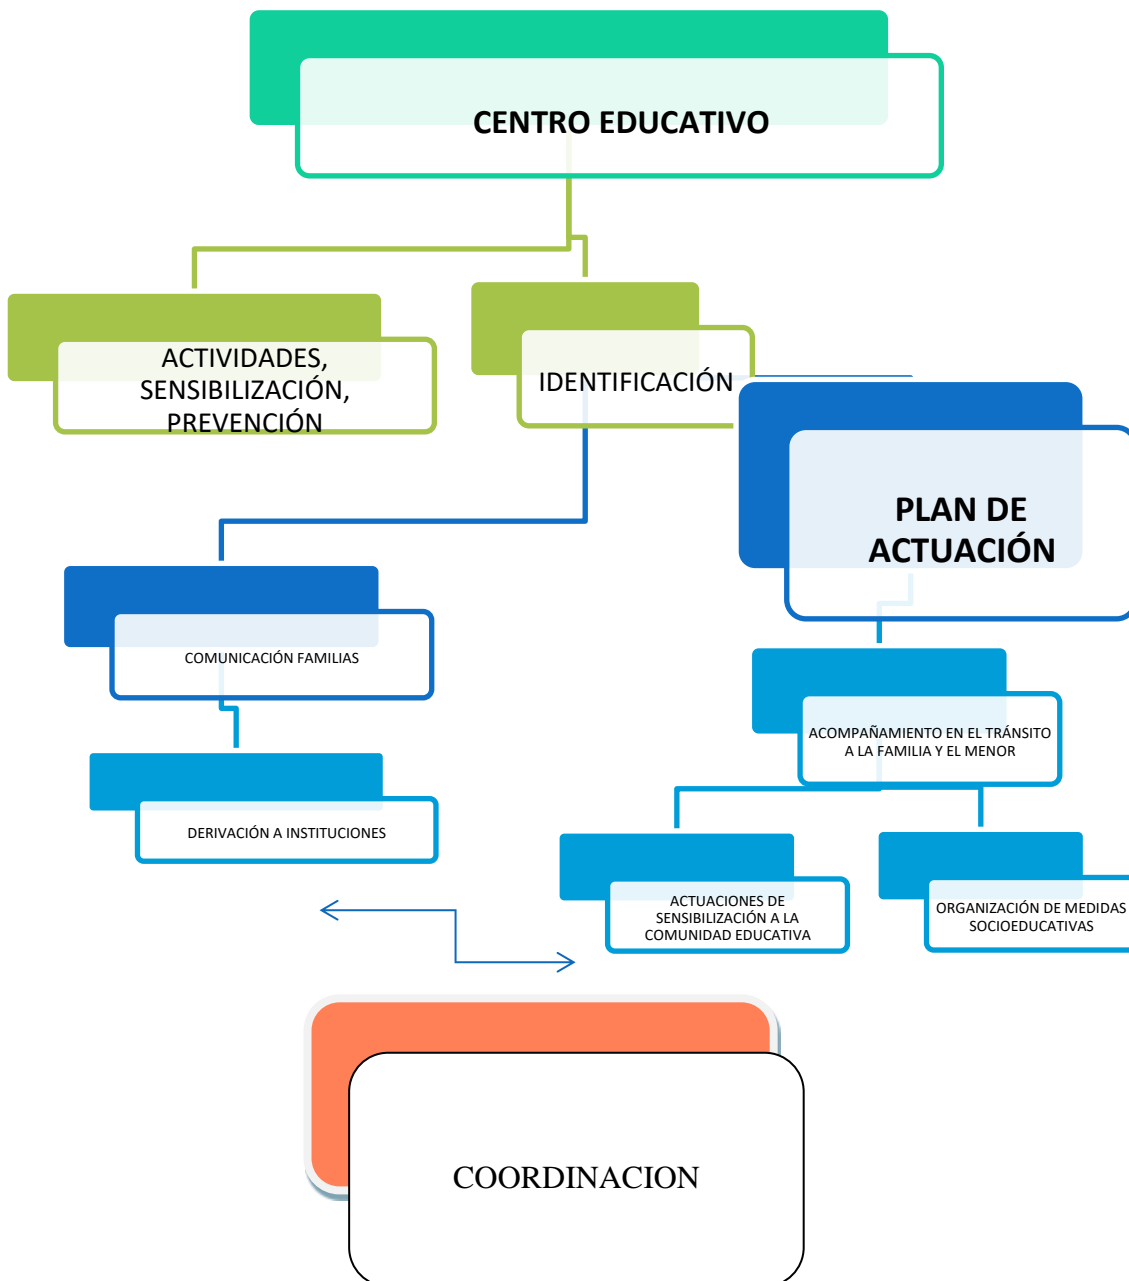 CENTRO EDUCATIVO
ACTIVIDADES,
SENSIBILIZACIÓN,
PREVENCIÓN
IDENTIFICACIÓN
PLAN DE
ACTUACIÓN
COMUNICACIÓN FAMILIAS
ACOMPAÑAMIENTO EN EL TRÁNSITO
A LA FAMILIA Y EL MENOR
DERIVACIÓN A INSTITUCIONES
ACTUACIONES DE
SENSIBILIZACIÓN A LA
COMUNIDAD EDUCATIVA
ORGANIZACIÓN DE MEDIDAS
SOCIOEDUCATIVAS
COORDINACION